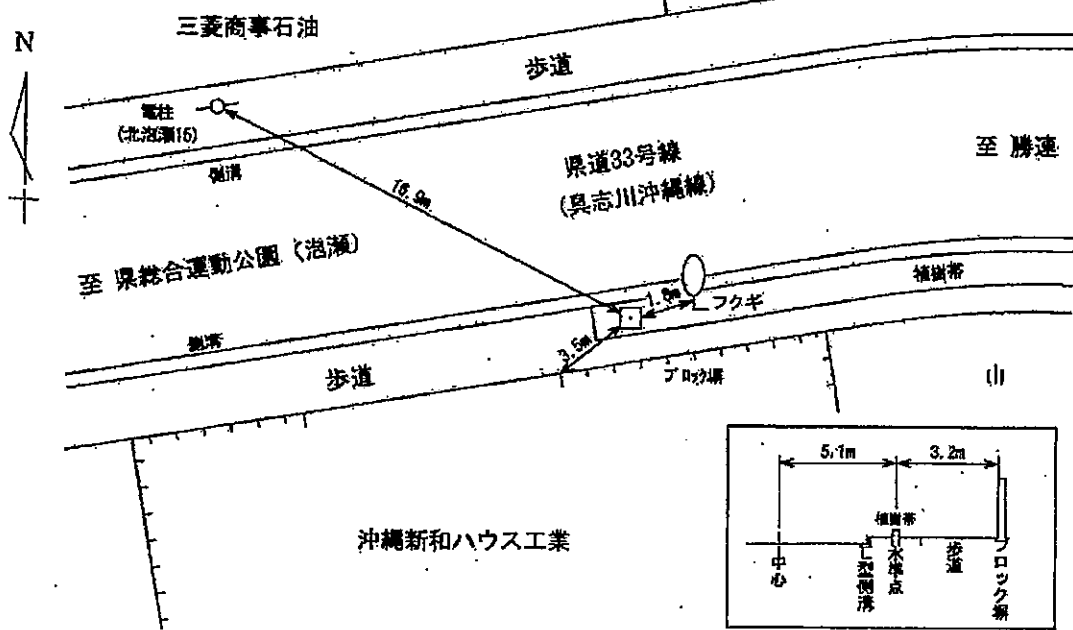 三菱商事石油
N
歩道
電柱
(北泡瀬15)
側溝
16.9m
県道33号線
(具志川沖縄線)
至 勝連
至 県総合運動公園（泡瀬）
1.8m
フクギ
植樹帯
側溝
3.5m
歩道
ブロック塀
山
沖縄新和ハウス工業
5.1m
3.2m
植樹帯
中心
L型側溝
水準点
歩道
ブロック塀